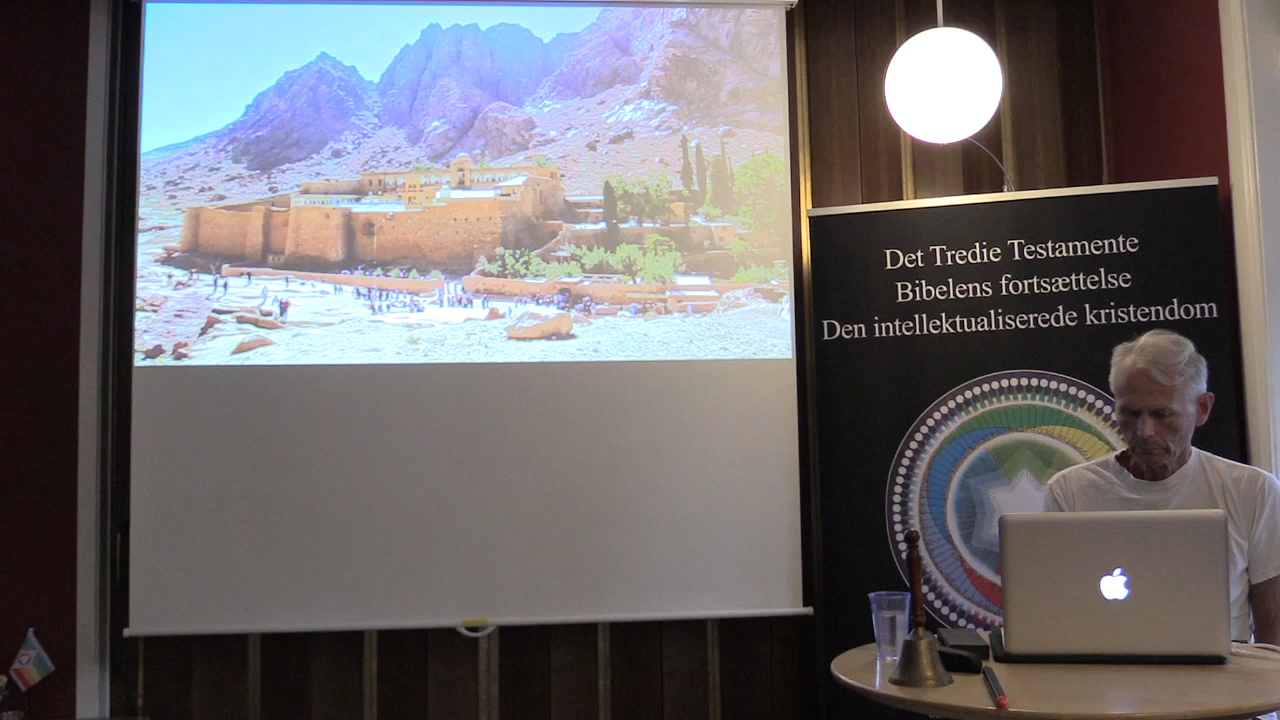 Det Tredie Testamente
Bibelens fortsættelse
Den intellektualiserede kristendom